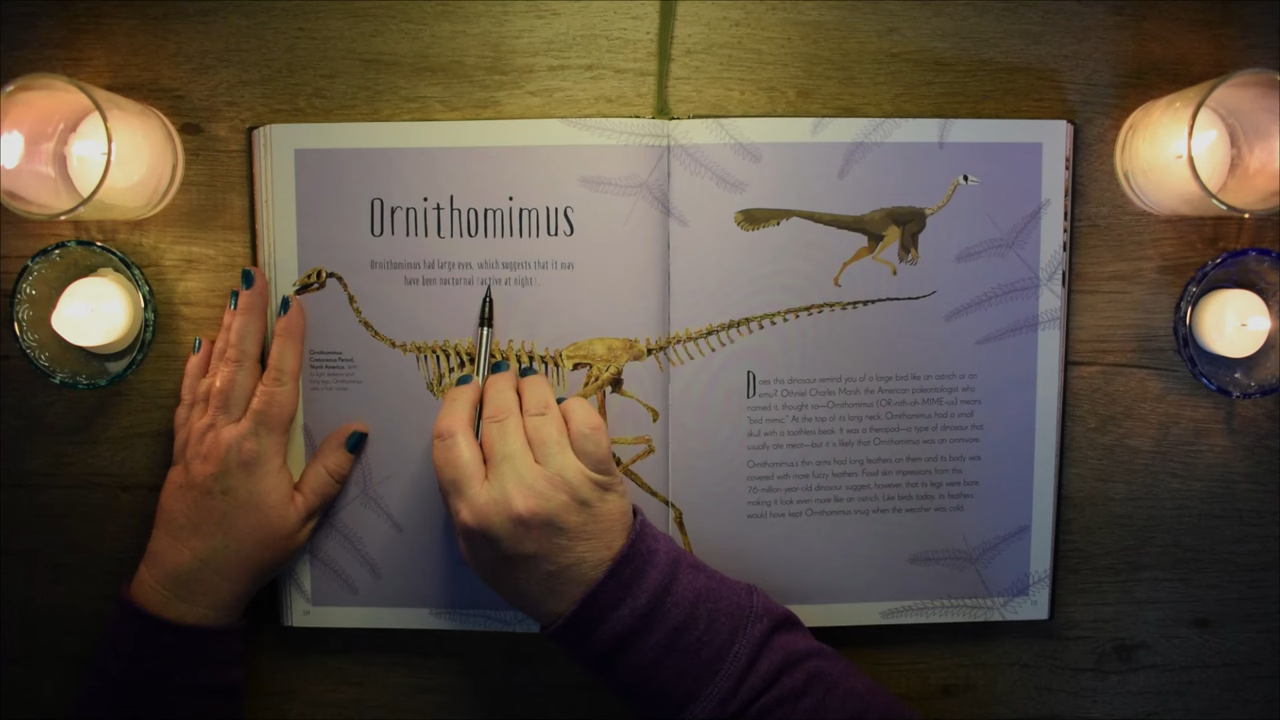 Ornithomimus
Ornithomimus had large eyes, which suggests that it may
have been nocturnal (active at night).
Ornithomimus
Cretaceous Period,
North America.
Does this dinosaur remind you of a large bird like an ostrich or an
emu? Othniel Charles Marsh, the American paleontologist who
named it, thought so—Ornithomimus (OR-nith-oh-MIME-us) means
"bird mimic." At the top of its long neck, Ornithomimus had a small
skull with a toothless beak. It was a theropod—a type of dinosaur that
usually ate meat—but it is likely that Ornithomimus was an omnivore.
Ornithomimus's thin arms had long feathers on them and its body was
covered with more fuzzy feathers. Fossil skin impressions from this
76-million-year-old dinosaur suggest, however, that its legs were bare,
making it look even more like an ostrich. Like birds today, its feathers
would have kept Ornithomimus snug when the weather was cold.